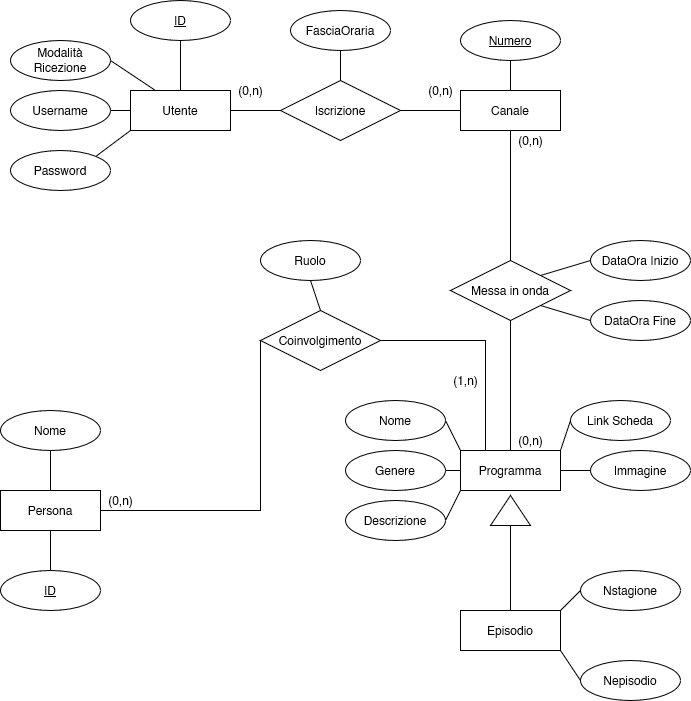 ID
FasciaOraria
Numero
Modalità
Ricezione
(0,n)
(0,n)
Username
Utente
Iscrizione
Canale
(0,n)
Password
Ruolo
DataOra Inizio
Messa in onda
DataOra Fine
Coinvolgimento
(1,n)
Nome
Link Scheda
Nome
(0,n)
Genere
Programma
Immagine
(0,n)
Persona
Descrizione
ID
Nstagione
Episodio
Nepisodio